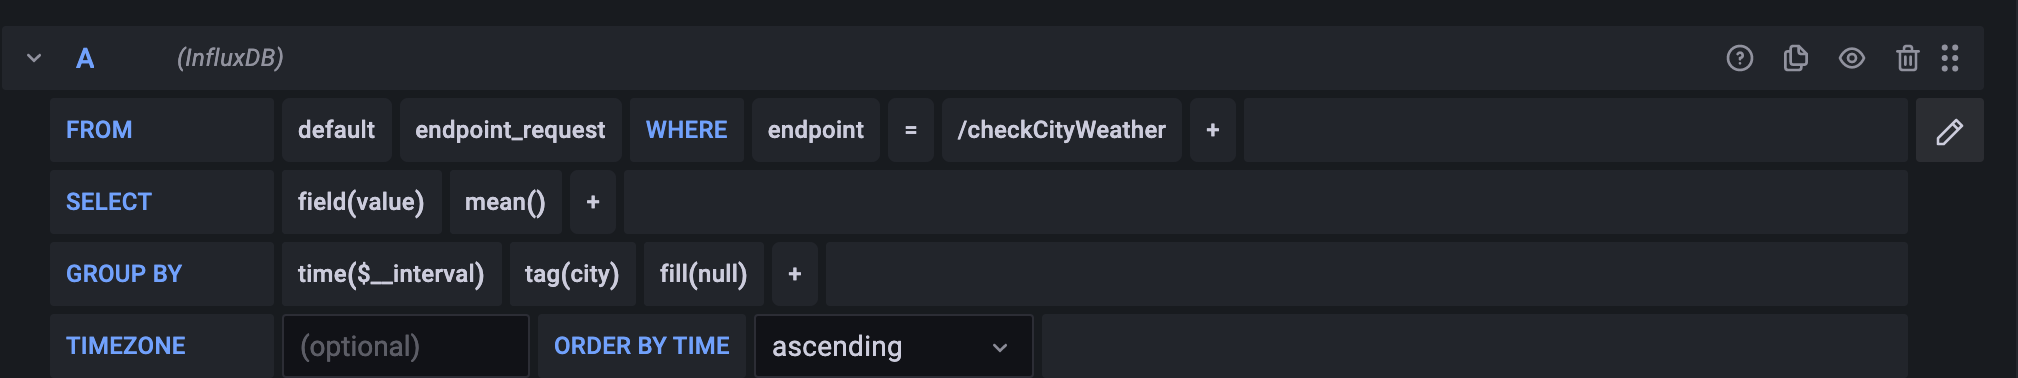 A (InfluxDB)
FROM default endpoint_request WHERE endpoint = /checkCityWeather +
SELECT field(value) mean() +
GROUP BY time($__interval) tag(city) fill(null) +
TIMEZONE (optional) ORDER BY TIME ascending